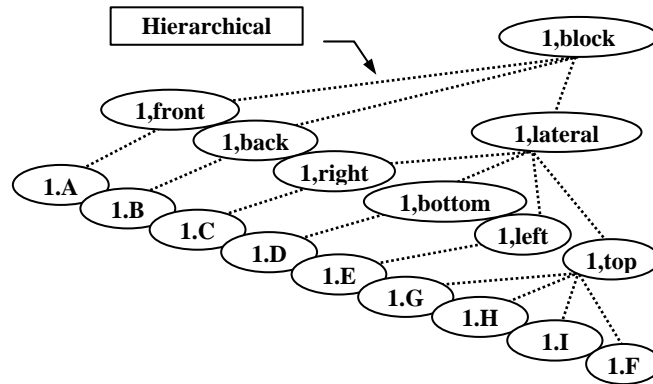 Hierarchical
1,block
1,front
1,back
1,lateral
1,right
1.A
1.B
1,bottom
1.C
1,left
1.D
1,top
1.E
1.G
1.H
1.I
1.F